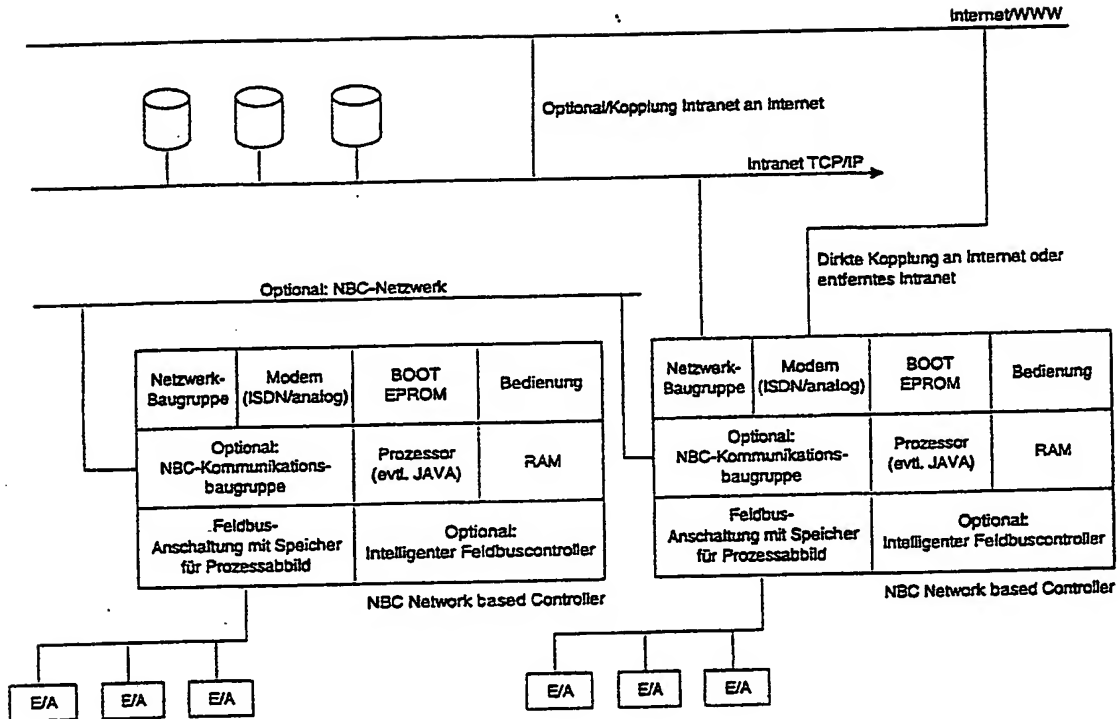 Internet/WWW
Optional/Kopplung Intranet an Internet
Intranet TCP/IP
Dirkte Kopplung an Internet oder
entferntes Intranet
Optional: NBC-Netzwerk
Netzwerk-
Baugruppe
Modem
(ISDN/analog)
BOOT
EPROM
Bedienung
Optional:
NBC-Kommunikations-
baugruppe
Prozessor
(evtl. JAVA)
RAM
Feldbus-
Anschaltung mit Speicher
für Prozessabbild
Optional:
Intelligenter Feldbuscontroller
NBC Network based Controller
E/A
E/A
E/A
Netzwerk-
Baugruppe
Modem
(ISDN/analog)
BOOT
EPROM
Bedienung
Optional:
NBC-Kommunikations-
baugruppe
Prozessor
(evtl. JAVA)
RAM
Feldbus-
Anschaltung mit Speicher
für Prozessabbild
Optional:
Intelligenter Feldbuscontroller
NBC Network based Controller
E/A
E/A
E/A